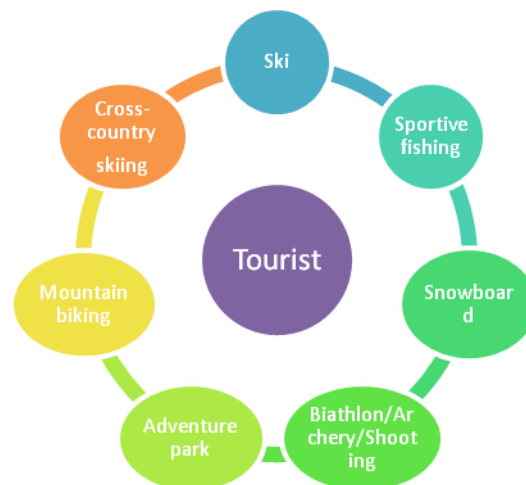 Ski
Sportive
fishing
Snowboar
d
Biathlon/Ar
chery/Shoot
ing
Adventure
park
Mountain
biking
Cross-
country
skiing
Tourist